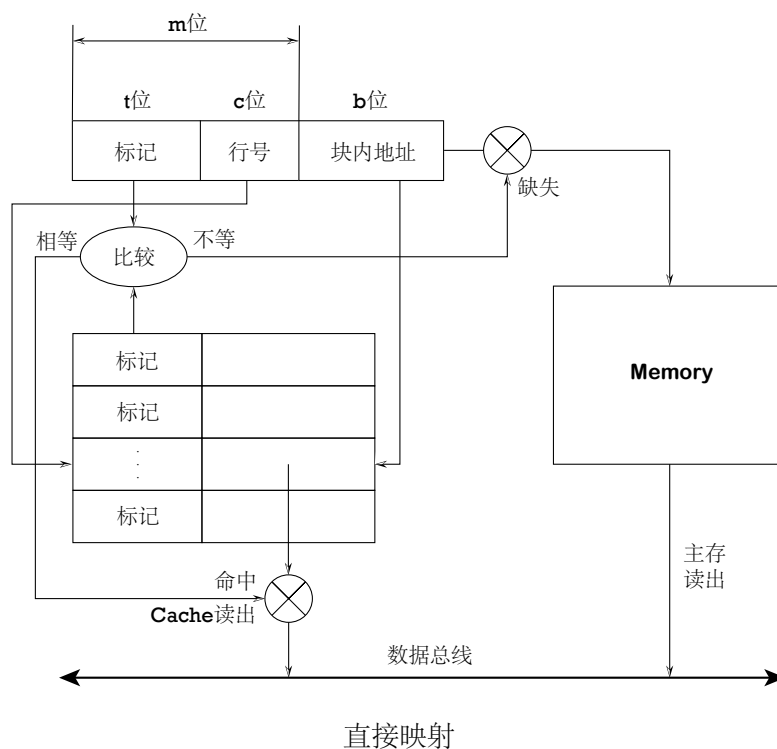 m位
t位 c位 b位
标记 行号 块内地址
缺失
相等 不等
比较
标记
标记
Memory
⋮
标记
主存
读出
命中
Cache读出
数据总线
直接映射